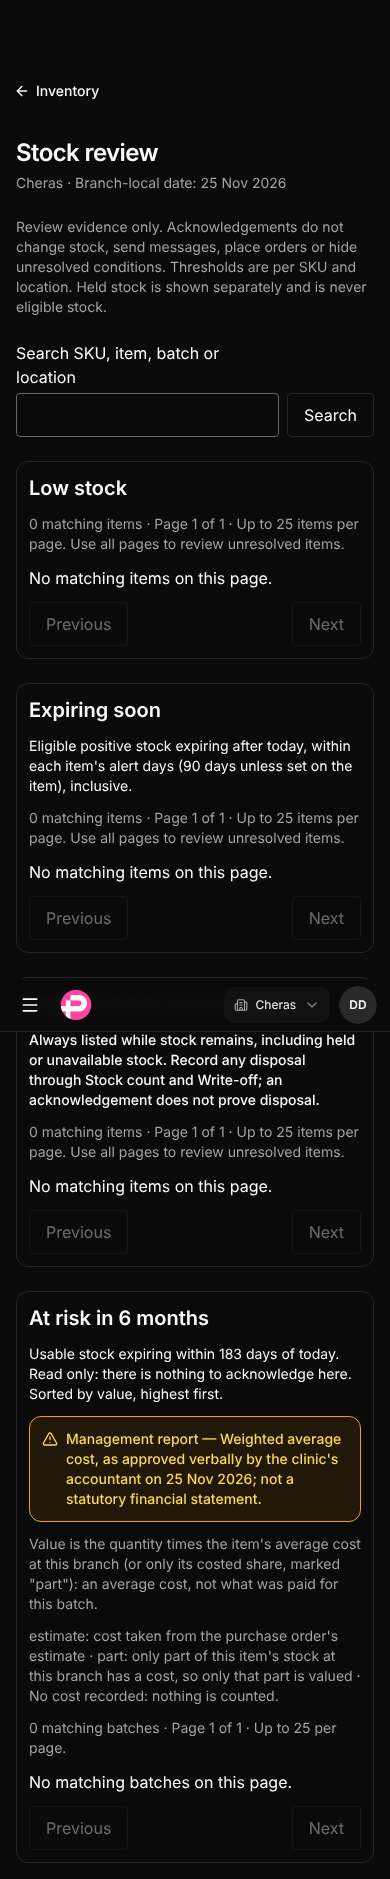 Inventory
Stock review
Cheras · Branch-local date: 25 Nov 2026
Review evidence only. Acknowledgements do not
change stock, send messages, place orders or hide
unresolved conditions. Thresholds are per SKU and
location. Held stock is shown separately and is never
eligible stock.
Search SKU, item, batch or
location
Search
Low stock
0 matching items · Page 1 of 1 · Up to 25 items per
page. Use all pages to review unresolved items.
No matching items on this page.
Previous
Next
Expiring soon
Eligible positive stock expiring after today, within
each item's alert days (90 days unless set on the
item), inclusive.
0 matching items · Page 1 of 1 · Up to 25 items per
page. Use all pages to review unresolved items.
No matching items on this page.
Previous
Next
Cheras
DD
Always listed while stock remains, including held
or unavailable stock. Record any disposal
through Stock count and Write-off; an
acknowledgement does not prove disposal.
0 matching items · Page 1 of 1 · Up to 25 items per
page. Use all pages to review unresolved items.
No matching items on this page.
Previous
Next
At risk in 6 months
Usable stock expiring within 183 days of today.
Read only: there is nothing to acknowledge here.
Sorted by value, highest first.
Management report — Weighted average
cost, as approved verbally by the clinic's
accountant on 25 Nov 2026; not a
statutory financial statement.
Value is the quantity times the item's average cost
at this branch (or only its costed share, marked
"part"): an average cost, not what was paid for
this batch.
estimate: cost taken from the purchase order's
estimate · part: only part of this item's stock at
this branch has a cost, so only that part is valued ·
No cost recorded: nothing is counted.
0 matching batches · Page 1 of 1 · Up to 25 per
page.
No matching batches on this page.
Previous
Next